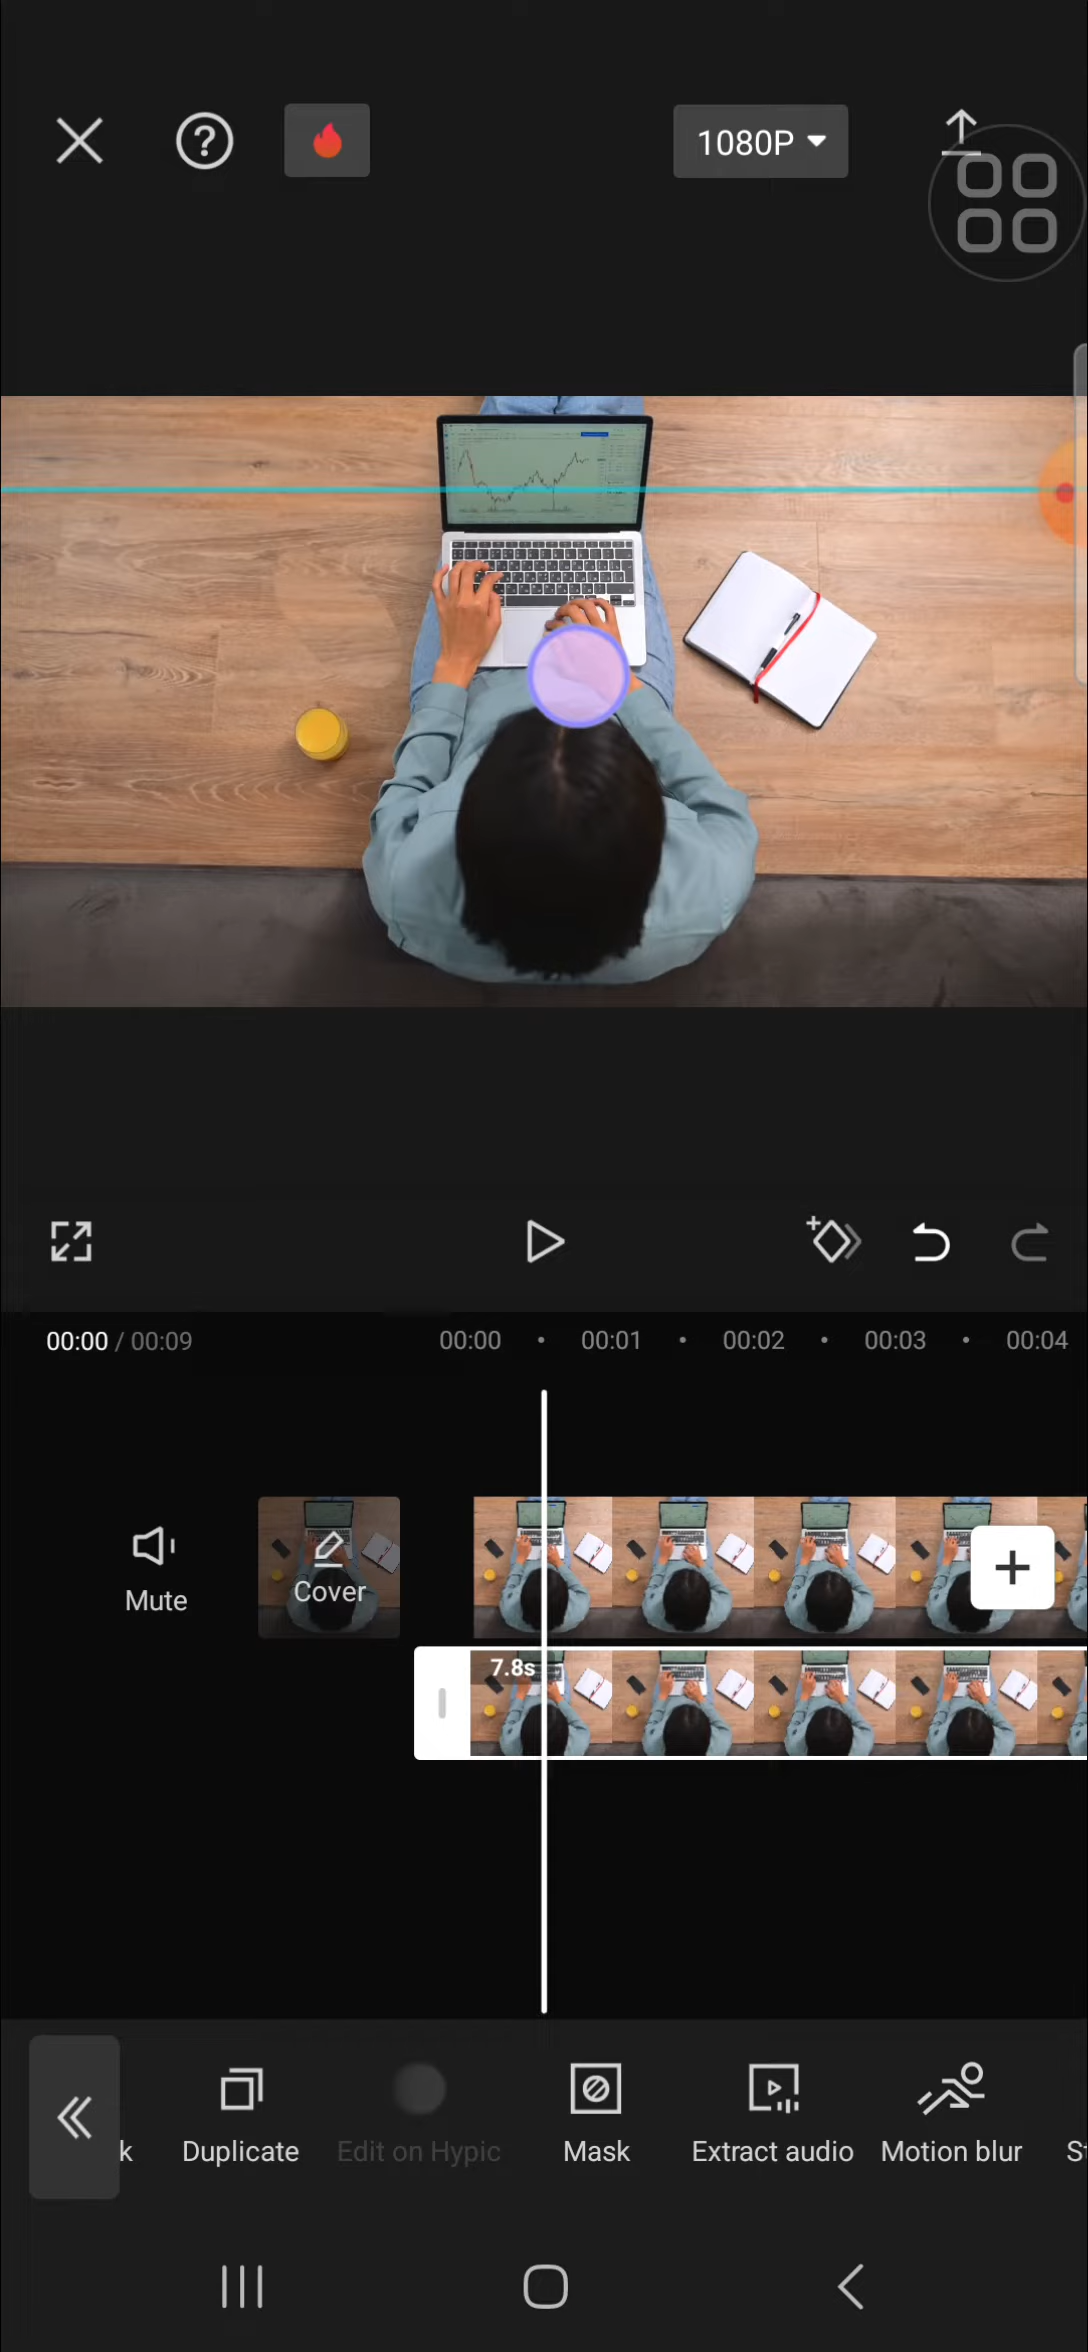 1080P
00:00 / 00:09
00:00 • 00:01 • 00:02 • 00:03 • 00:04
Mute
Cover
7.8s
k
Duplicate
Edit on Hypic
Mask
Extract audio
Motion blur
St